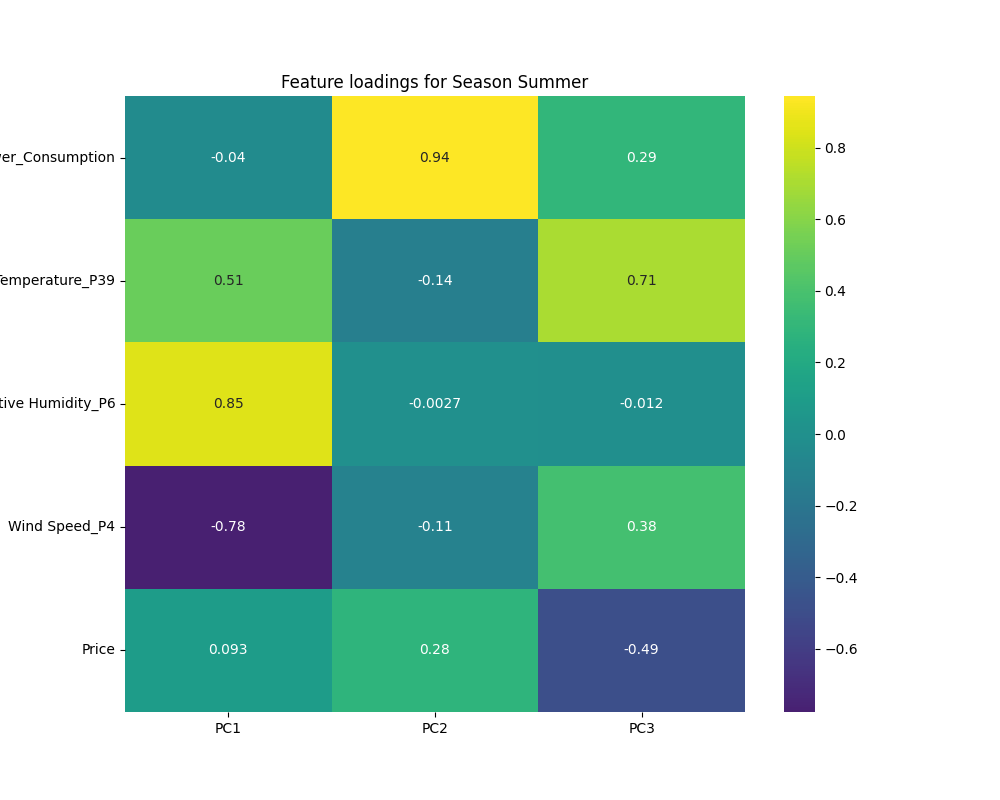 Feature loadings for Season Summer
er_Consumption -0.04 0.94 0.29
Temperature_P39 0.51 -0.14 0.71
tive Humidity_P6 0.85 -0.0027 -0.012
Wind Speed_P4 -0.78 -0.11 0.38
Price 0.093 0.28 -0.49
PC1 PC2 PC3
0.8
0.6
0.4
0.2
0.0
−0.2
−0.4
−0.6